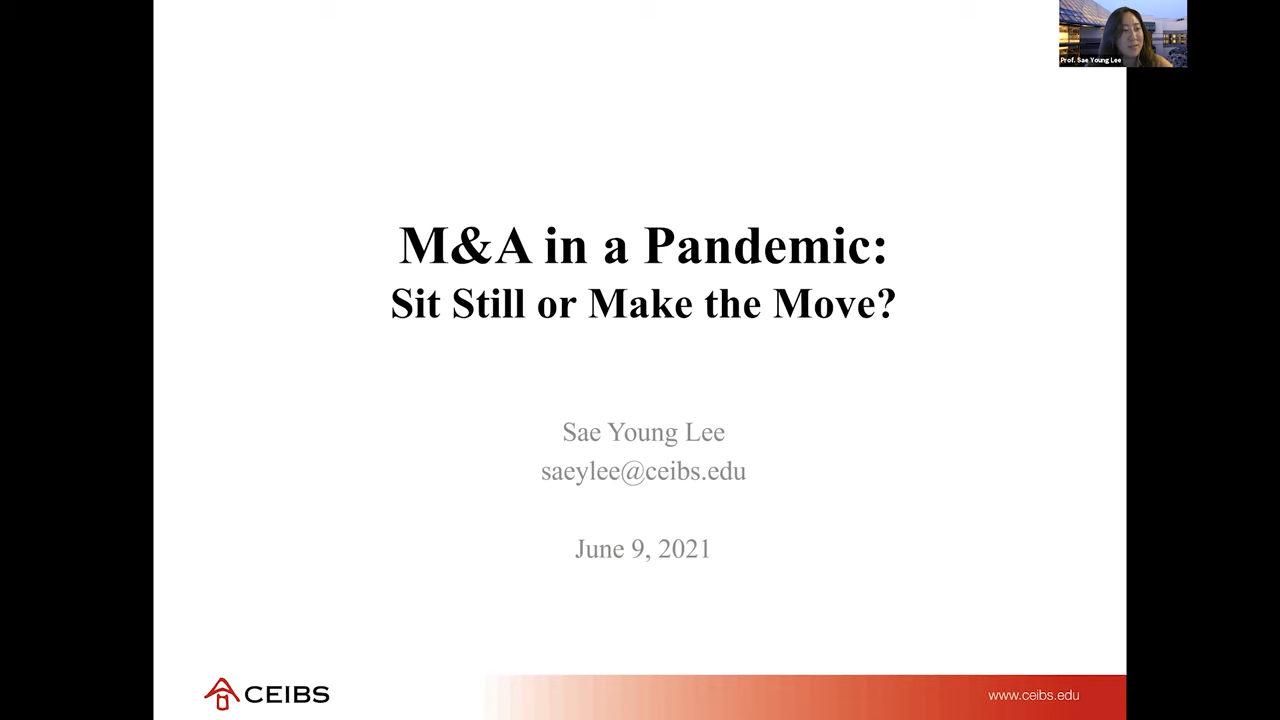 Prof. Sae Young Lee
M&A in a Pandemic:
Sit Still or Make the Move?
Sae Young Lee
saeylee@ceibs.edu
June 9, 2021
CEIBS
www.ceibs.edu